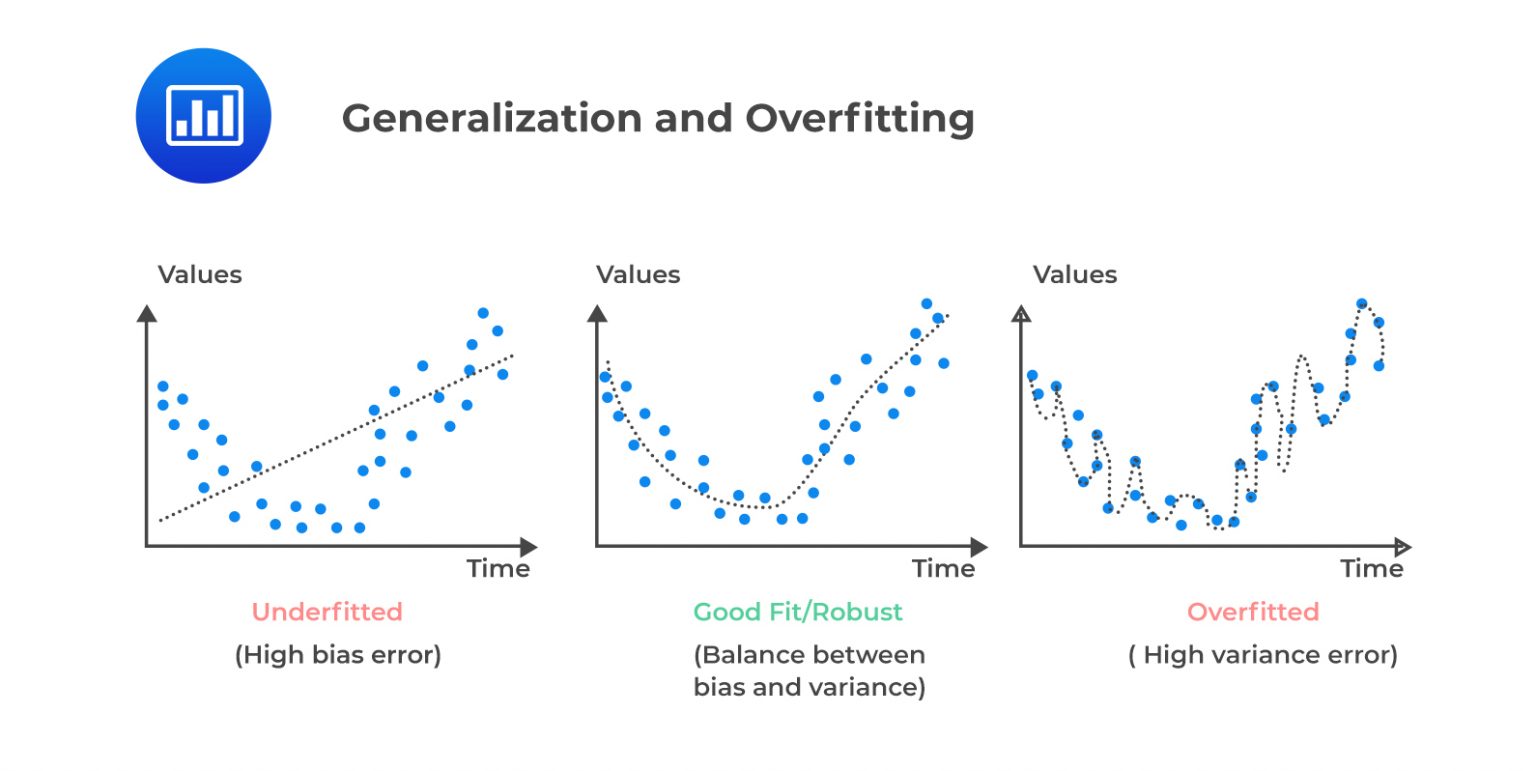 Generalization and Overfitting
Values
Time
Underfitted
(High bias error)
Values
Time
Good Fit/Robust
(Balance between
bias and variance)
Values
Time
Overfitted
( High variance error)